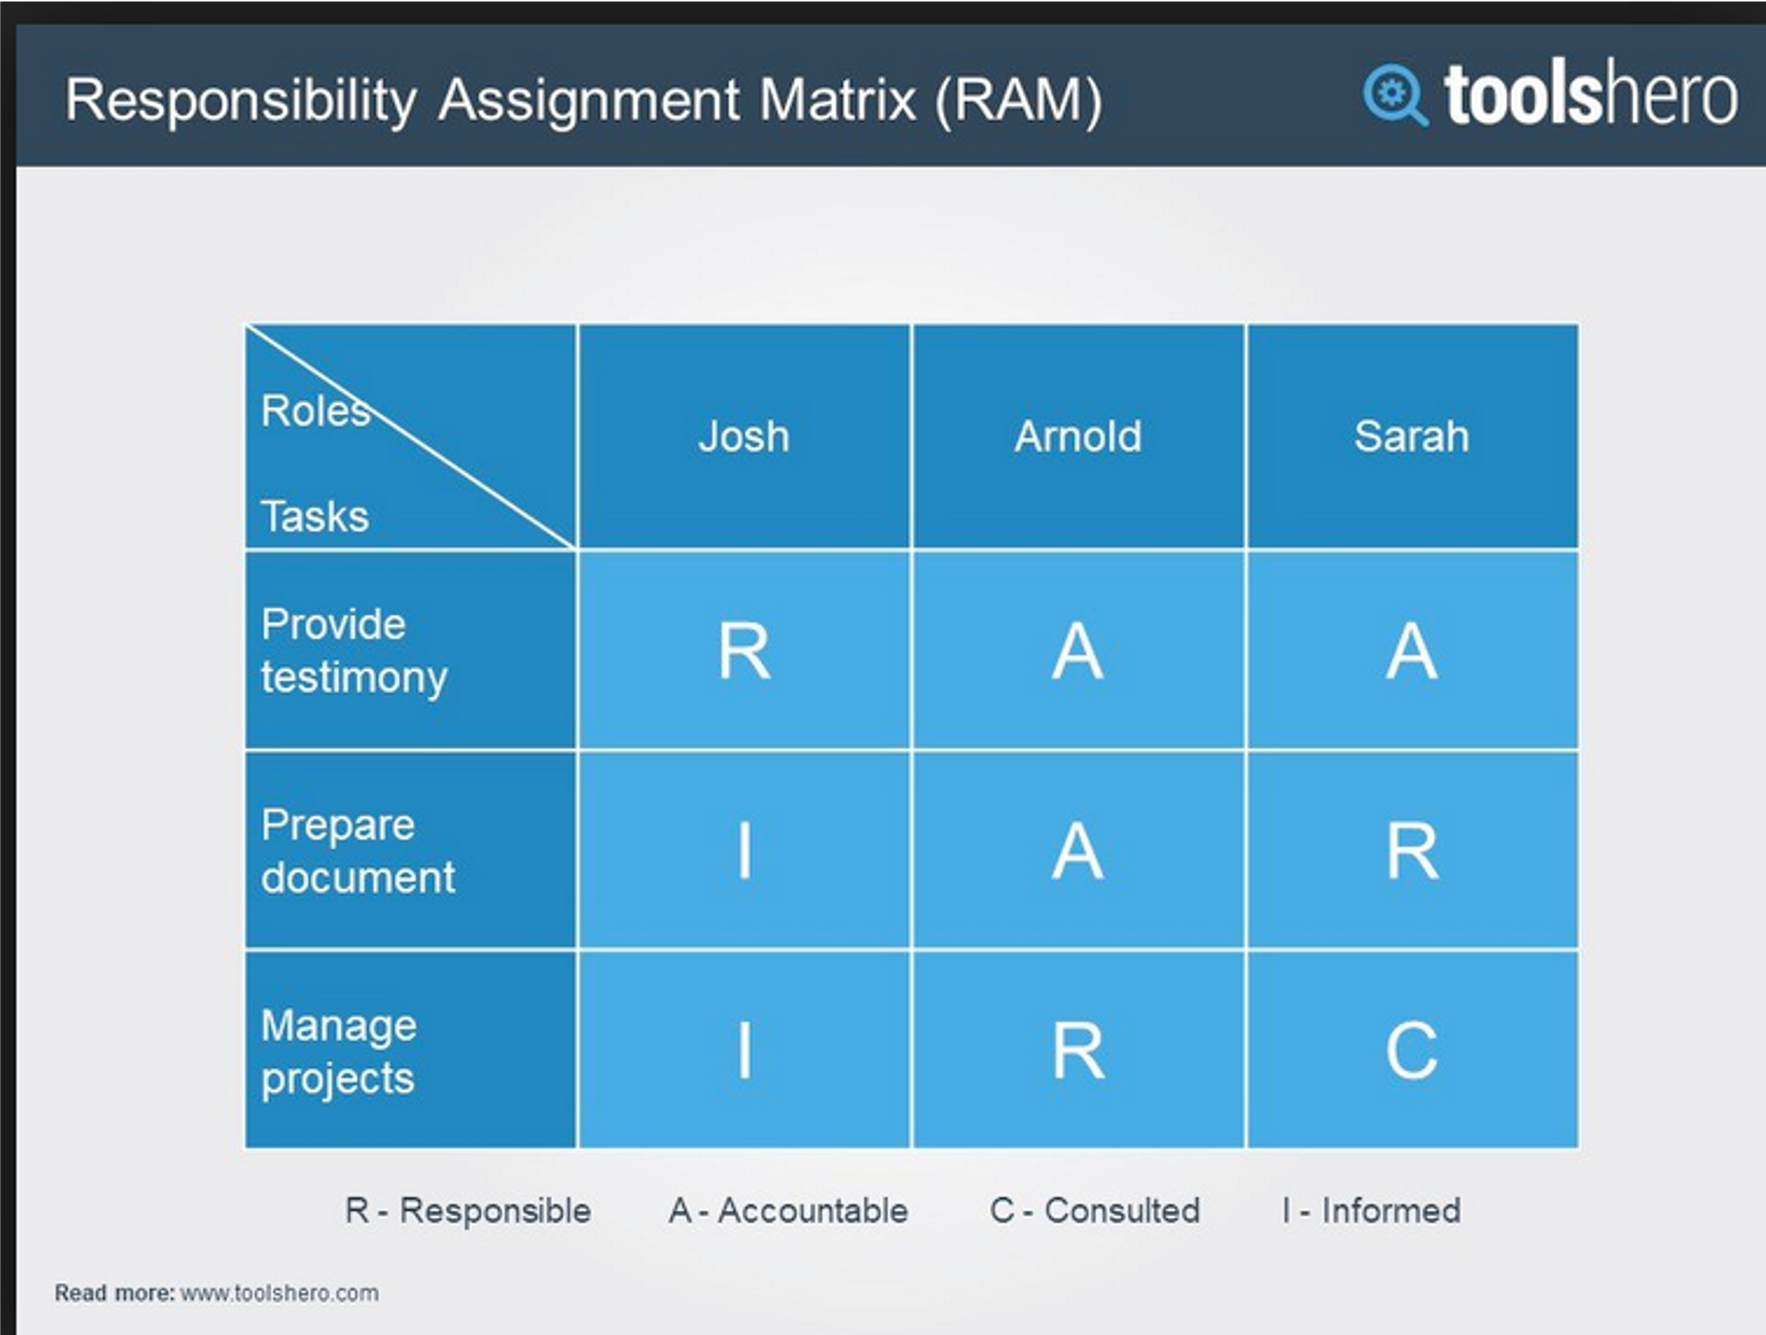 Responsibility Assignment Matrix (RAM)
toolshero
Roles
Tasks
Josh
Arnold
Sarah
Provide
testimony
R
A
A
Prepare
document
I
A
R
Manage
projects
I
R
C
R - Responsible
A - Accountable
C - Consulted
I - Informed
Read more: www.toolshero.com